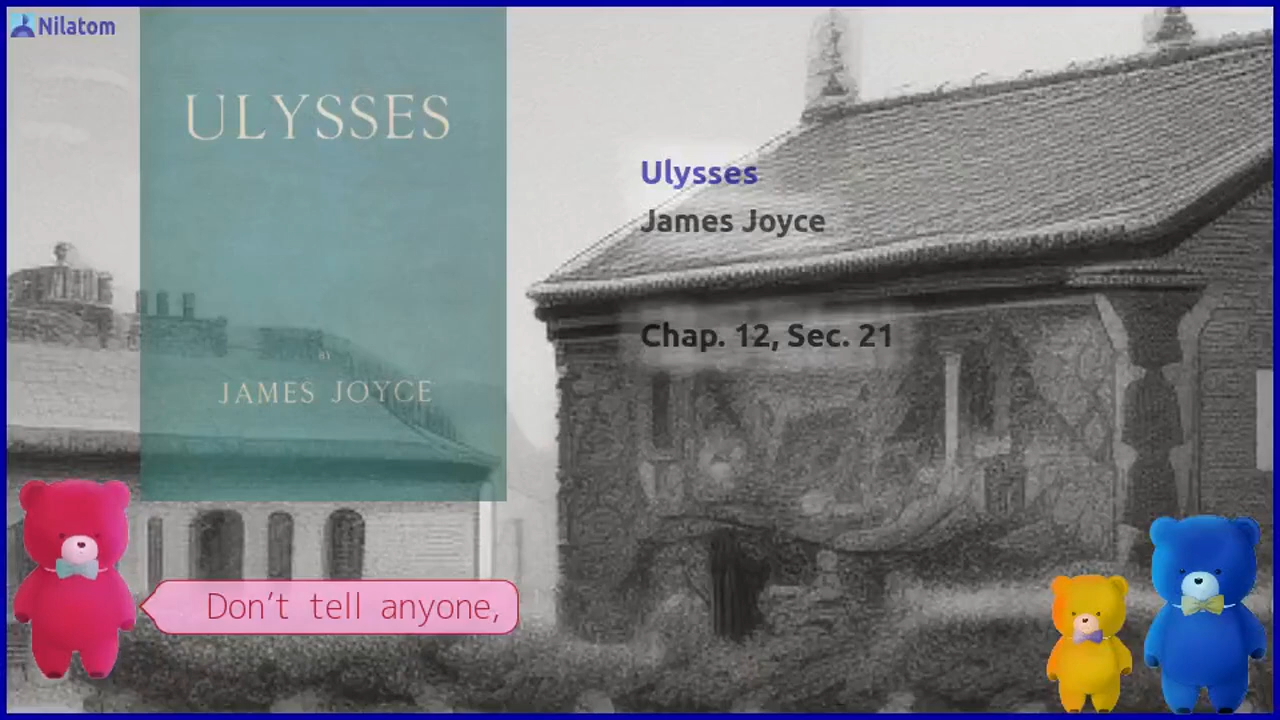 Nilatom
ULYSSES
BY
JAMES JOYCE
Ulysses
James Joyce
Chap. 12, Sec. 21
Don't tell anyone,